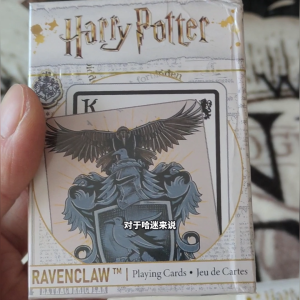 Harry Potter
K
对于哈迷来说
RAVENCLAW™ | Playing Cards • Jeu de Cartes